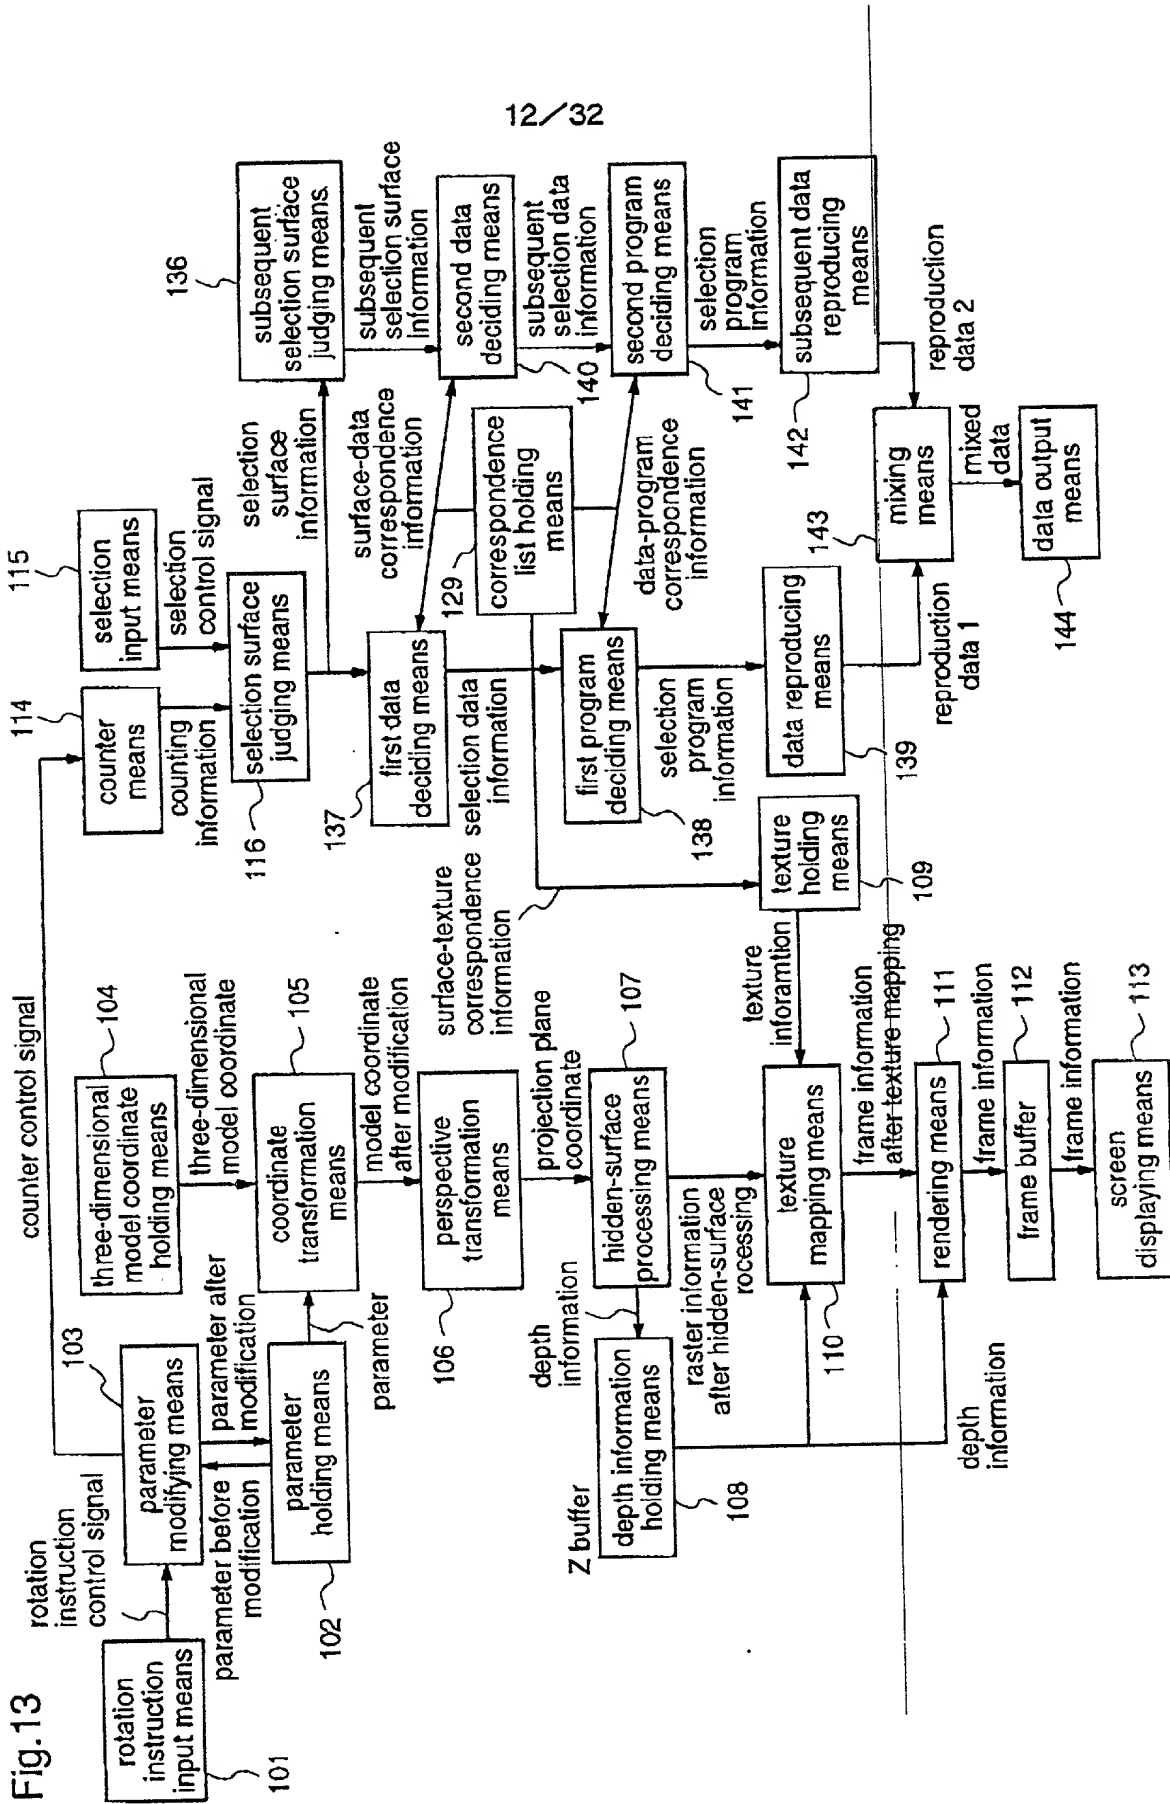 12/32
Fig.13
rotation
instruction
input means
101
rotation
instruction
control signal
parameter
modifying means
103
parameter before
modification
parameter after
modification
parameter
holding means
102
parameter
counter control signal
three-dimensional
model coordinate
holding means
104
three-dimensional
model coordinate
coordinate
transformation
means
105
model coordinate
after modification
perspective
transformation
means
106
projection plane
coordinate
hidden-surface
processing means
107
depth
information
Z buffer
depth information
holding means
108
raster information
after hidden-surface
rocessing
texture
mapping means
110
texture
inforamtion
texture
holding
means
109
surface-texture
correspondence
information
frame information
after texture mapping
depth
information
rendering means
111
frame information
frame buffer
112
frame information
screen
displaying means
113
counter
means
114
counting
information
selection
input means
115
selection
control signal
selection surface
judging means
116
selection
surface
information
subsequent
selection surface
judging means
136
subsequent
selection surface
information
first data
deciding means
137
surface-data
correspondence
information
second data
deciding means
140
selection data
information
correspondence
list holding
means
129
subsequent
selection data
information
first program
deciding means
138
data-program
correspondence
information
second program
deciding means
141
selection
program
information
selection
program
information
data reproducing
means
139
subsequent data
reproducing
means
142
reproduction
data 1
reproduction
data 2
mixing
means
143
mixed
data
data output
means
144